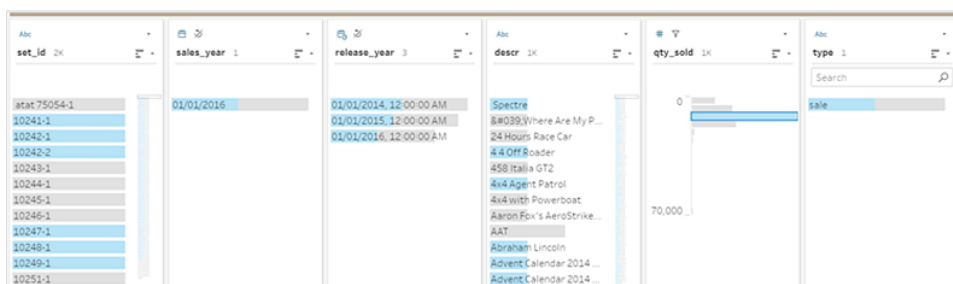 Abc
set_id 2K
atat 75054-1
10241-1
10242-1
10242-2
10243-1
10244-1
10245-1
10246-1
10247-1
10248-1
10249-1
10251-1
sales_year 1
01/01/2016
release_year 3
01/01/2014, 12:00:00 AM
01/01/2015, 12:00:00 AM
01/01/2016, 12:00:00 AM
Abc
descr 1K
Spectre
&#039;Where Are My P...
24 Hours Race Car
4 4 Off Roader
458 Italia GT2
4x4 Agent Patrol
4x4 with Powerboat
Aaron Fox's AeroStrike...
AAT
Abraham Lincoln
Advent Calendar 2014 ...
Advent Calendar 2014 ...
#
qty_sold 1K
0
70,000
Abc
type 1
Search
sale